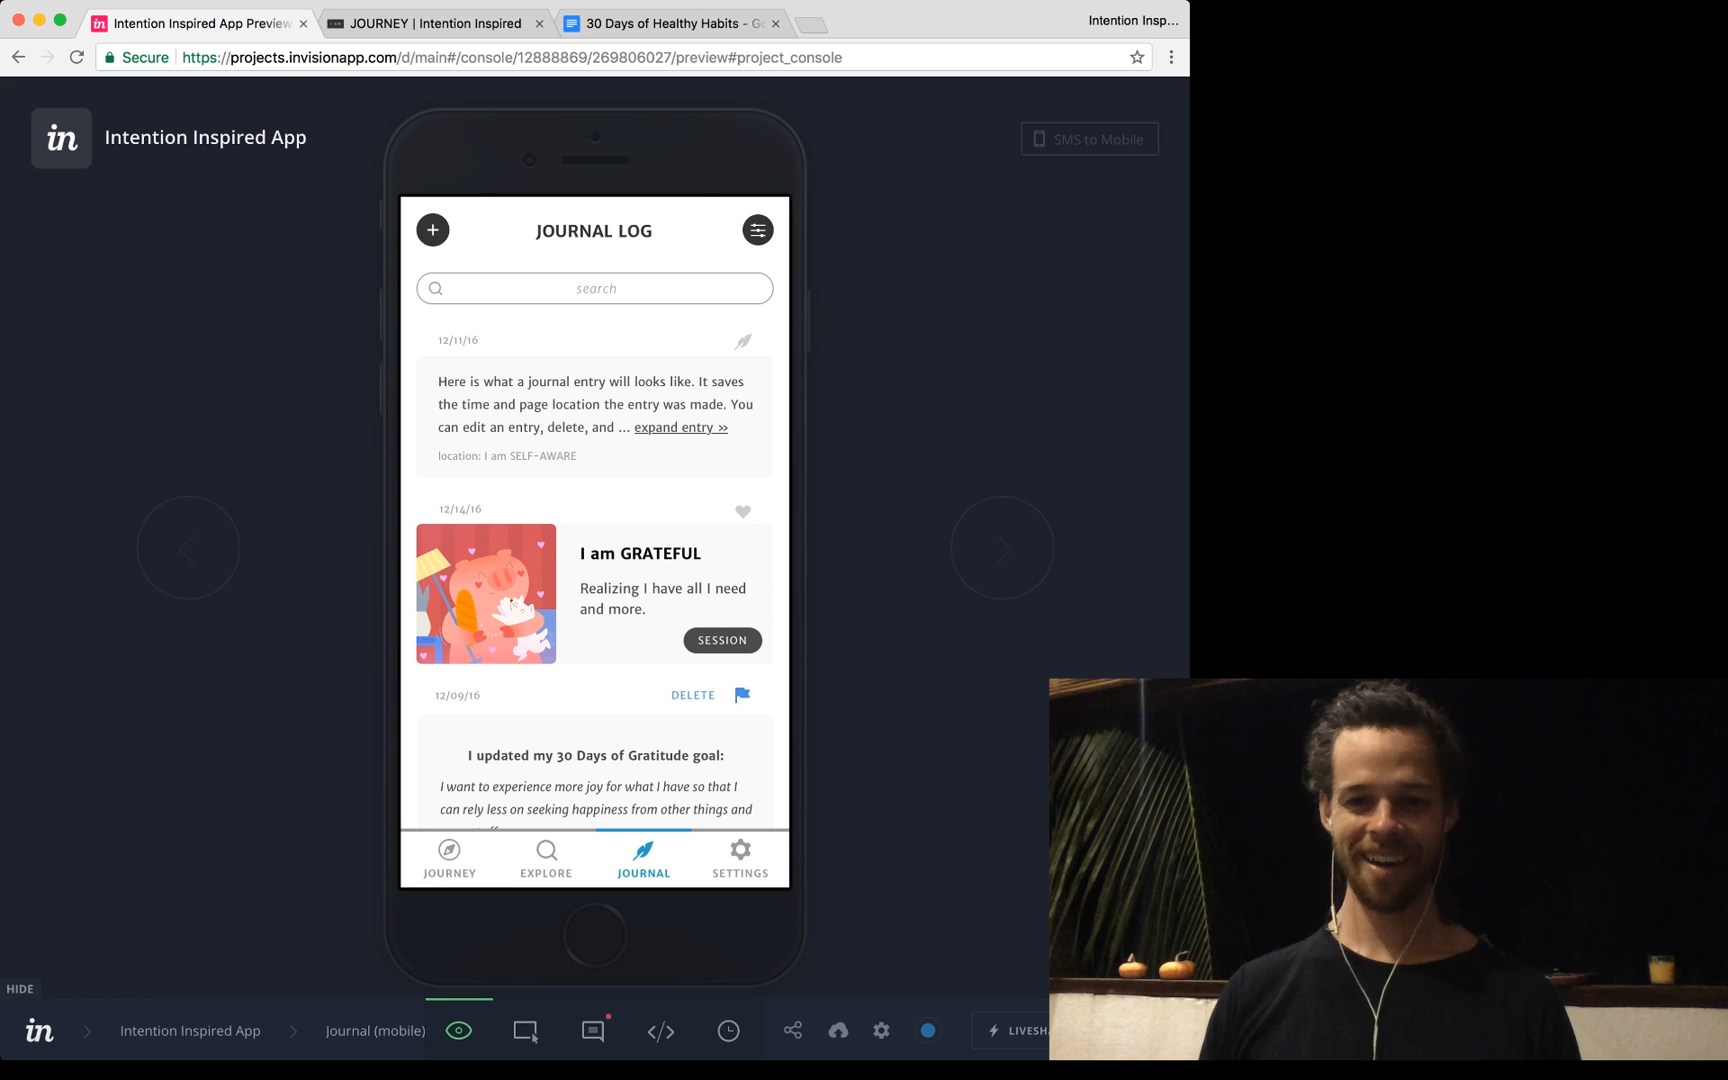 Intention Inspired App Preview
JOURNEY | Intention Inspired
30 Days of Healthy Habits - Go
Intention Insp...
Secure
https://projects.invisionapp.com/d/main#/console/12888869/269806027/preview#project_console
in
Intention Inspired App
SMS to Mobile
JOURNAL LOG
search
12/11/16
Here is what a journal entry will looks like. It saves
the time and page location the entry was made. You
can edit an entry, delete, and ... expand entry »
location: I am SELF-AWARE
12/14/16
I am GRATEFUL
Realizing I have all I need
and more.
SESSION
12/09/16
DELETE
I updated my 30 Days of Gratitude goal:
I want to experience more joy for what I have so that I
can rely less on seeking happiness from other things and
JOURNEY
EXPLORE
JOURNAL
SETTINGS
HIDE
in
Intention Inspired App
Journal (mobile)
LIVESHA